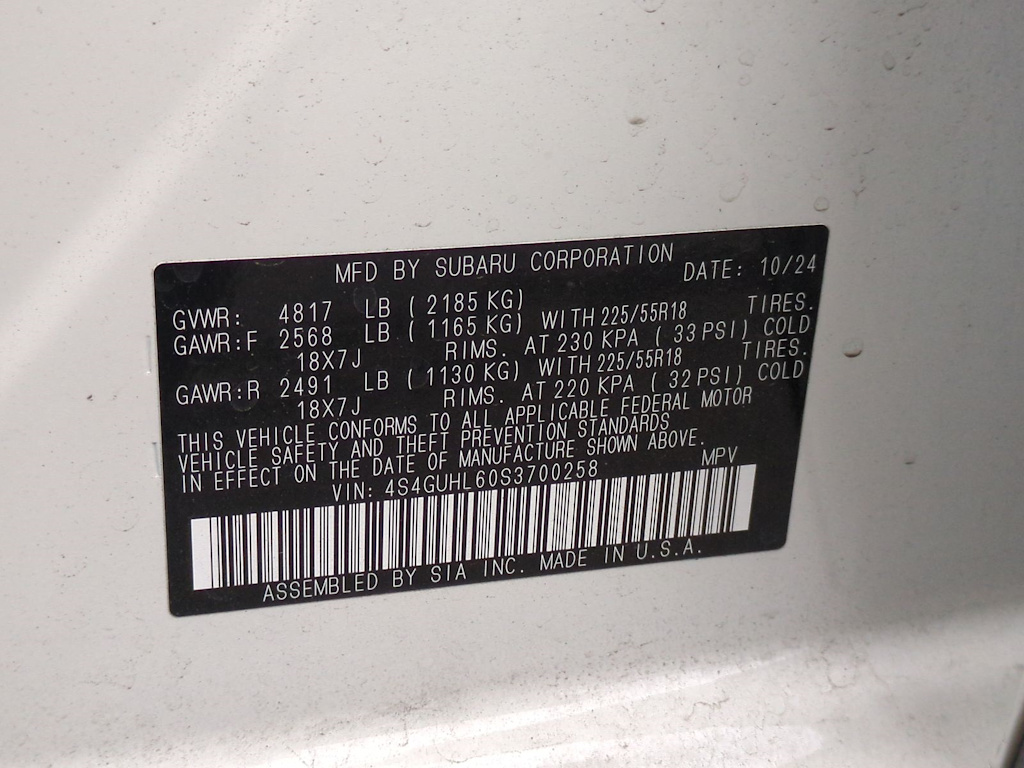 MFD BY SUBARU CORPORATION DATE: 10/24
GVWR: 4817 LB (2185 KG)
GAWR:F 2568 LB (1165 KG) WITH 225/55R18 TIRES.
18X7J RIMS. AT 230 KPA (33 PSI) COLD
GAWR:R 2491 LB (1130 KG) WITH 225/55R18 TIRES.
18X7J RIMS. AT 220 KPA (32 PSI) COLD
THIS VEHICLE CONFORMS TO ALL APPLICABLE FEDERAL MOTOR
VEHICLE SAFETY AND THEFT PREVENTION STANDARDS
IN EFFECT ON THE DATE OF MANUFACTURE SHOWN ABOVE.
VIN: 4S4GUHL60S3700258 MPV
ASSEMBLED BY SIA INC. MADE IN U.S.A.